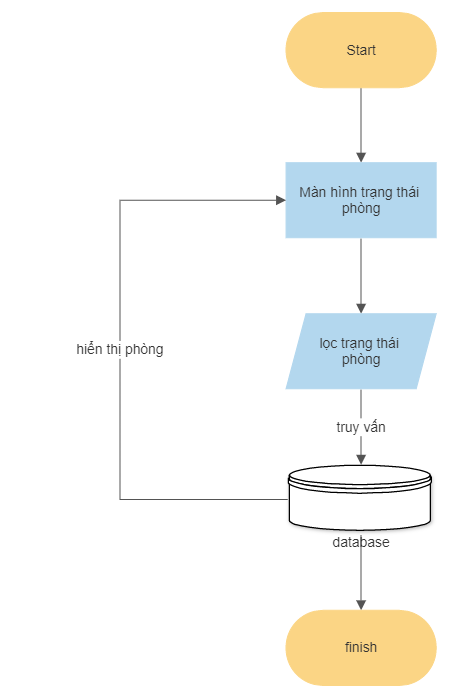 Start
Màn hình trạng thái
phòng
lọc trạng thái
phòng
hiển thị phòng
truy vấn
database
finish